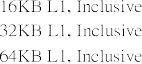 16KB L1, Inclusive
32KB L1, Inclusive
64KB L1, Inclusive